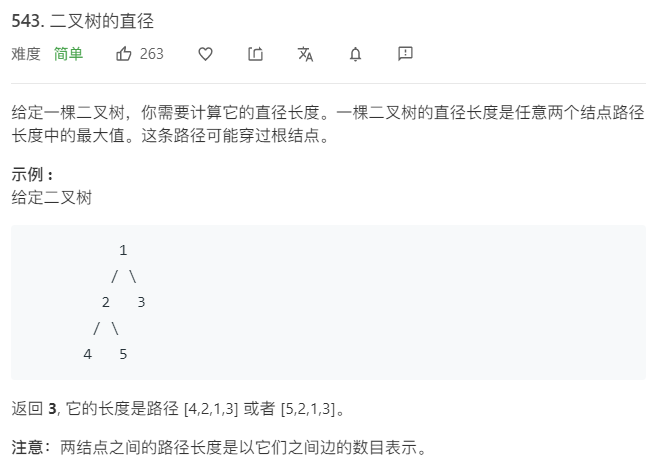 543. 二叉树的直径
难度 简单 263
给定一棵二叉树，你需要计算它的直径长度。一棵二叉树的直径长度是任意两个结点路径
长度中的最大值。这条路径可能穿过根结点。
示例 :
给定二叉树
1
/ \
2 3
/ \
4 5
返回 3, 它的长度是路径 [4,2,1,3] 或者 [5,2,1,3]。
注意：两结点之间的路径长度是以它们之间边的数目表示。